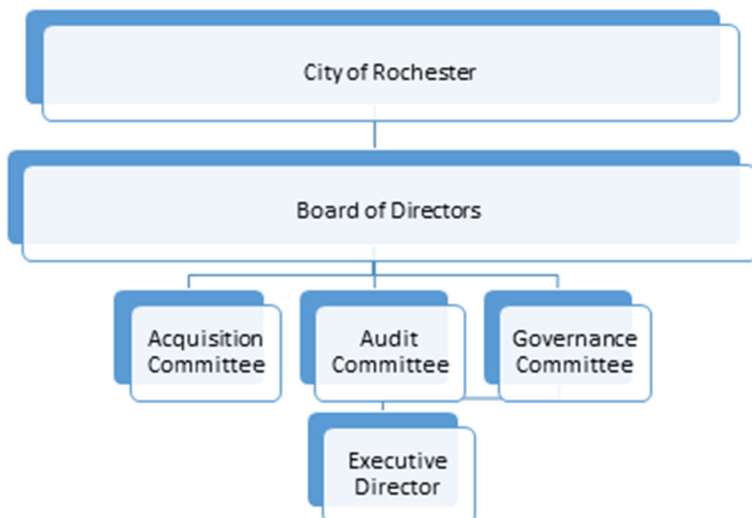 City of Rochester
Board of Directors
Acquisition
Committee
Audit
Committee
Governance
Committee
Executive
Director